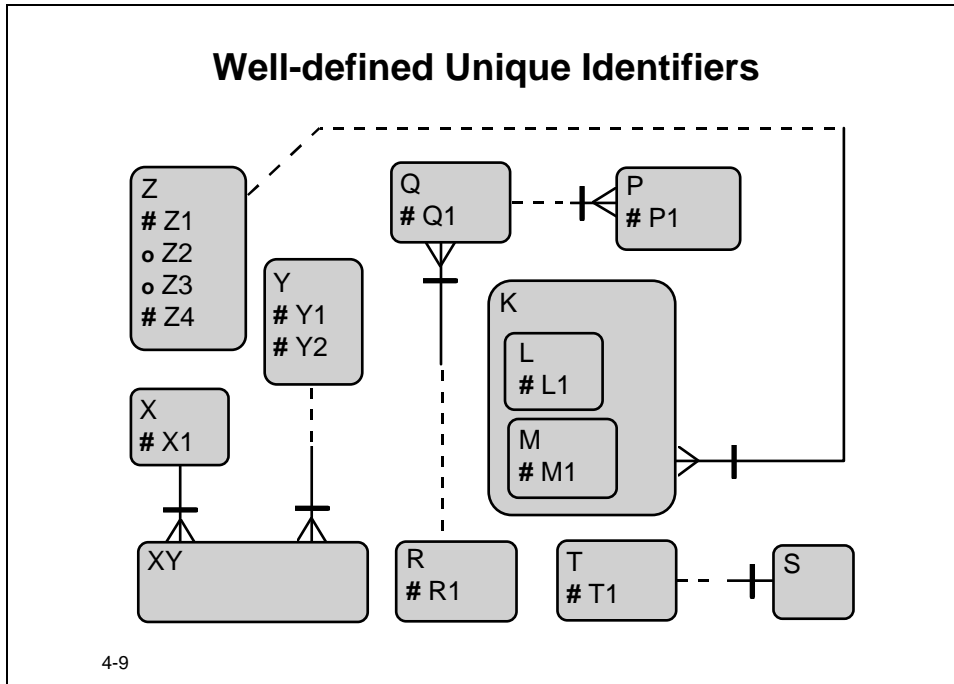 Well-defined Unique Identifiers
Z
# Z1
o Z2
o Z3
# Z4
Q
# Q1
P
# P1
Y
# Y1
# Y2
K
L
# L1
M
# M1
X
# X1
XY
R
# R1
T
# T1
S
4-9